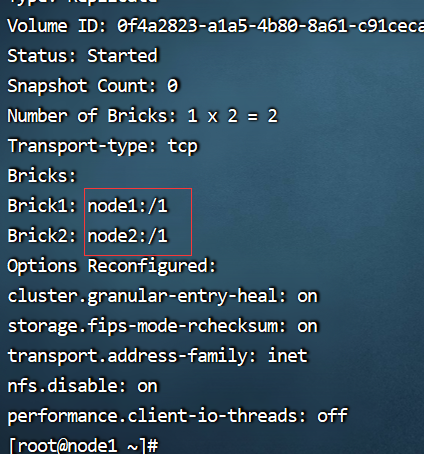 Type: Replicate
Volume ID: 0f4a2823-a1a5-4b80-8a61-c91ceca
Status: Started
Snapshot Count: 0
Number of Bricks: 1 x 2 = 2
Transport-type: tcp
Bricks:
Brick1: node1:/1
Brick2: node2:/1
Options Reconfigured:
cluster.granular-entry-heal: on
storage.fips-mode-rchecksum: on
transport.address-family: inet
nfs.disable: on
performance.client-io-threads: off
[root@node1 ~]#